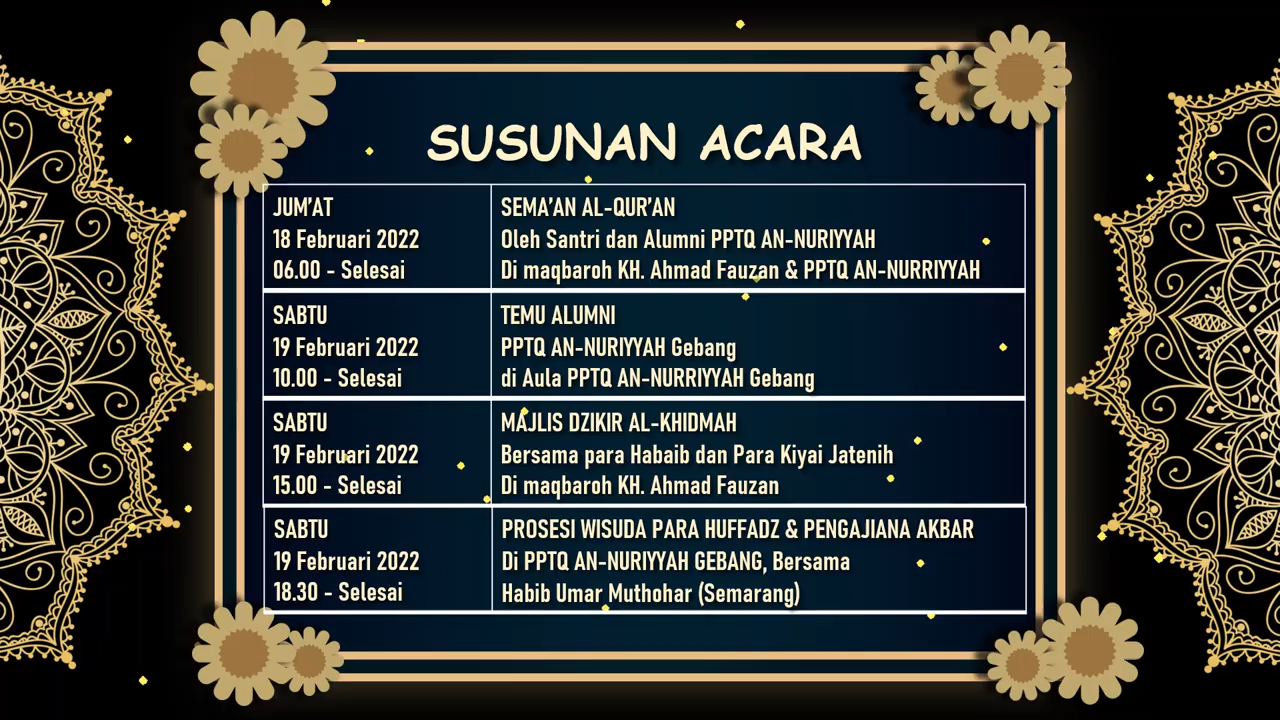 SUSUNAN ACARA
JUM'AT
18 Februari 2022
06.00 - Selesai
SEMA'AN AL-QUR'AN
Oleh Santri dan Alumni PPTQ AN-NURIYYAH
Di maqbaroh KH. Ahmad Fauzan & PPTQ AN-NURRIYYAH
SABTU
19 Februari 2022
10.00 - Selesai
TEMU ALUMNI
PPTQ AN-NURIYYAH Gebang
di Aula PPTQ AN-NURRIYYAH Gebang
SABTU
19 Februari 2022
15.00 - Selesai
MAJLIS DZIKIR AL-KHIDMAH
Bersama para Habaib dan Para Kiyai Jatenih
Di maqbaroh KH. Ahmad Fauzan
SABTU
19 Februari 2022
18.30 - Selesai
PROSESI WISUDA PARA HUFFADZ & PENGAJIANA AKBAR
Di PPTQ AN-NURIYYAH GEBANG, Bersama
Habib Umar Muthohar (Semarang)